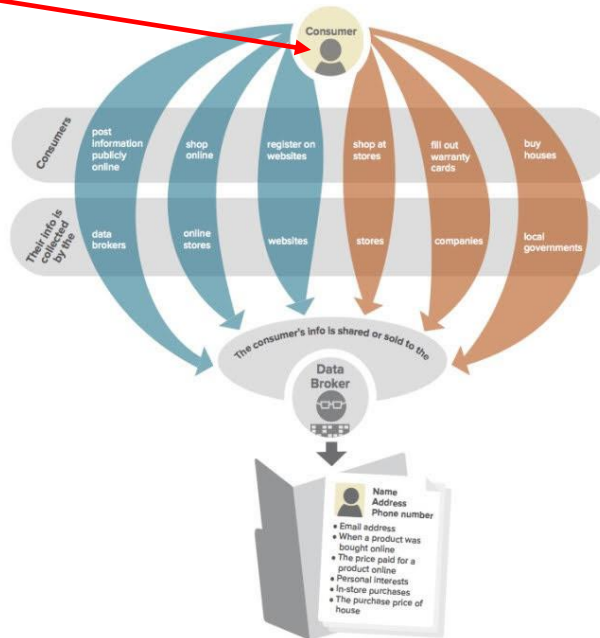 Consumer
Consumers
post
information
publicly
online
shop
online
register on
websites
shop at
stores
fill out
warranty
cards
buy
houses
Their info is
collected
by the
data
brokers
online
stores
websites
stores
companies
local
governments
The consumer's info is shared or sold to the
Data
Broker
Name
Address
Phone number
• Email address
• When a product was
bought online
• The price paid for a
product online
• Personal interests
• In-store purchases
• The purchase price of
house